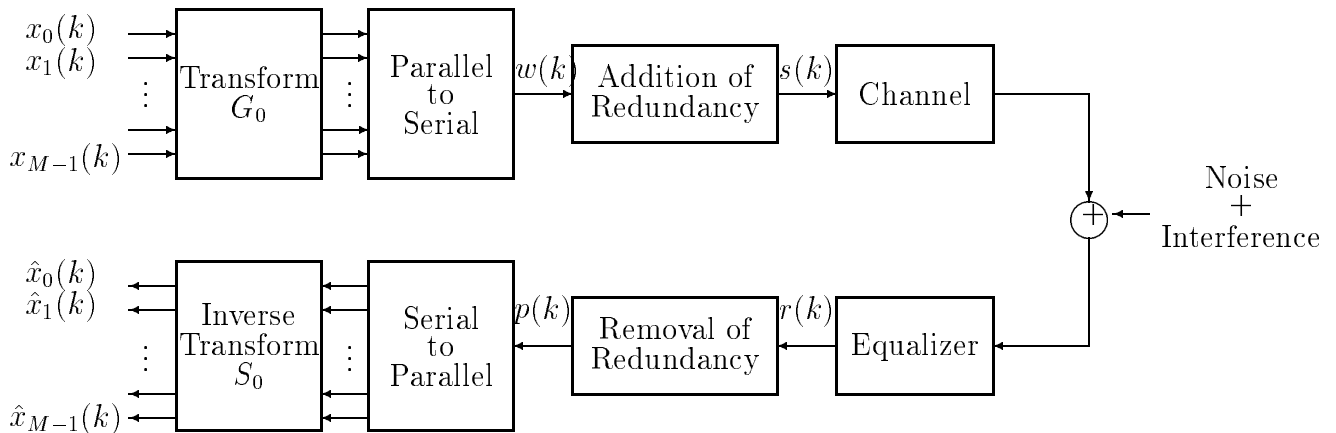 x_0(k)
x_1(k)
⋮
x_{M−1}(k)
Transform
G_0
⋮
Parallel
to
Serial
w(k)
Addition of
Redundancy
s(k)
Channel
+
Noise
+
Interference
x̂_0(k)
x̂_1(k)
⋮
x̂_{M−1}(k)
Inverse
Transform
S_0
⋮
Serial
to
Parallel
p(k)
Removal of
Redundancy
r(k)
Equalizer